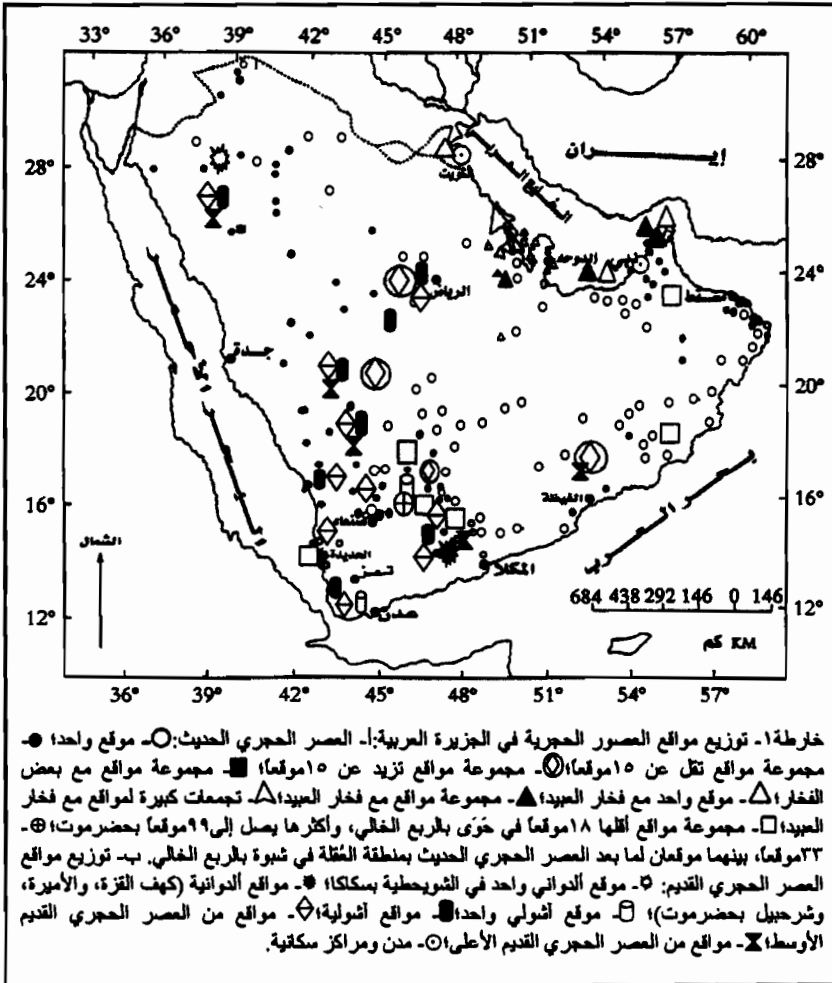 33° 36° 39° 42° 45° 48° 51° 54° 57° 60°
إيران
الخليج العربي
28° 28°
الكويت
24° 24°
الدوحة
الرياض
مسقط
جدة
20° 20°
16° 16°
الغيظة
صنعاء
الحديدة
المكلا
تعز
عدن
الشمال
684 438 292 146 0 146
12° 12°
كم KM
36° 39° 42° 45° 48° 51° 54° 57°
خارطة١- توزيع مواقع العصور الحجرية في الجزيرة العربية:أ- العصر الحجري الحديث: - موقع واحد؛ -
مجموعة مواقع تقل عن ١٥موقعاً؛ - مجموعة مواقع تزيد عن ١٥موقعاً؛ - مجموعة مواقع مع بعض
الفخار؛ - موقع واحد مع فخار العبيد؛ - مجموعة مواقع مع فخار العبيد؛ - تجمعات كبيرة لمواقع مع فخار
العبيد؛ - مجموعة مواقع أقلها ١٨موقعاً في حَوَى بالربع الخالي، وأكثرها يصل إلى٩٩موقعاً بحضرموت؛ -
٣٣موقعاً، بينهما موقعان لما بعد العصر الحجري الحديث بمنطقة العُقلة في شبوة بالربع الخالي. ب- توزيع مواقع
العصر الحجري القديم: - موقع ألدواني واحد في الشويحطية بسكاكا؛ - مواقع ألدوانية (كهف القزة، والأميرة،
وشرحبيل بحضرموت)؛ - موقع آشولي واحد؛ - مواقع آشولية؛ - مواقع من العصر الحجري القديم
الأوسط؛ - مواقع من العصر الحجري القديم الأعلى؛ - مدن ومراكز سكانية.